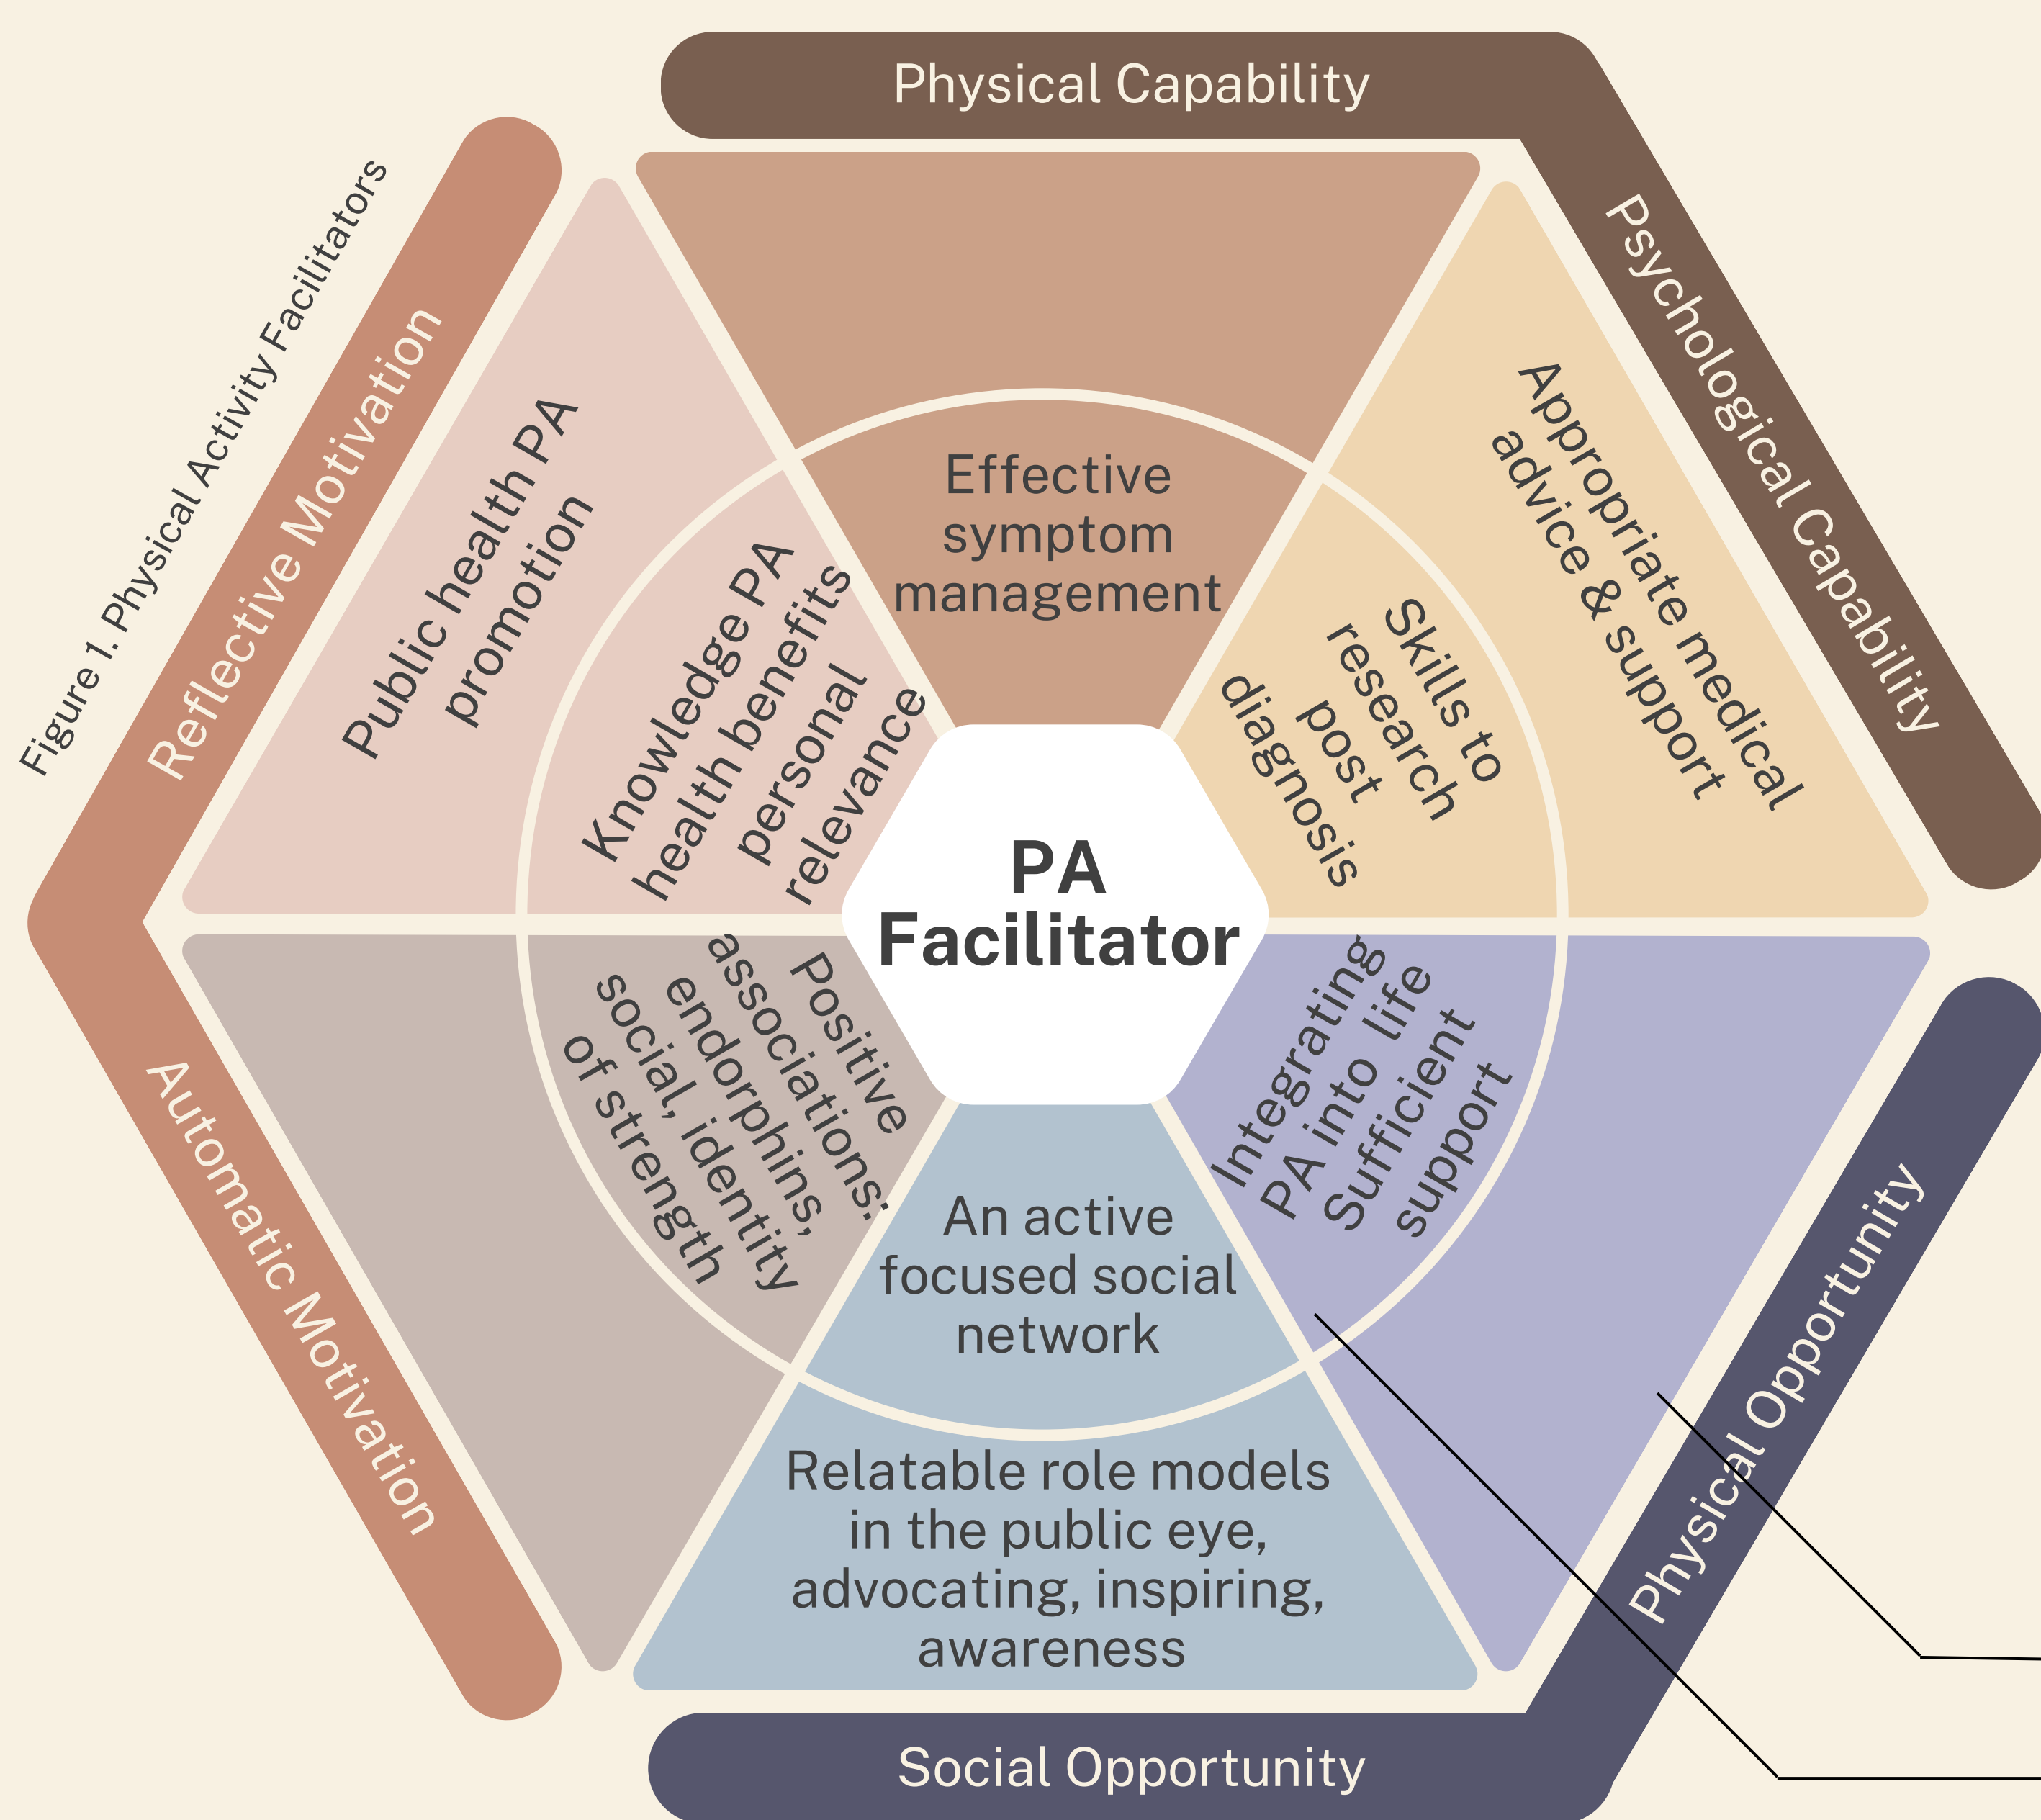 Physical Capability
Psychological Capability
Figure 1. Physical Activity Facilitators
Reflective Motivation
Public health PA
promotion
Knowledge PA
health benefits
personal
relevance
Effective
symptom
management
Appropriate medical
advice & support
Skills to
research
post
diagnosis
PA
Facilitator
Positive
associations:
endorphins,
social, identity
of strength
Automatic Motivation
An active
focused social
network
Relatable role models
in the public eye,
advocating, inspiring,
awareness
Integrating
PA into life
Sufficient
support
Physical Opportunity
Social Opportunity